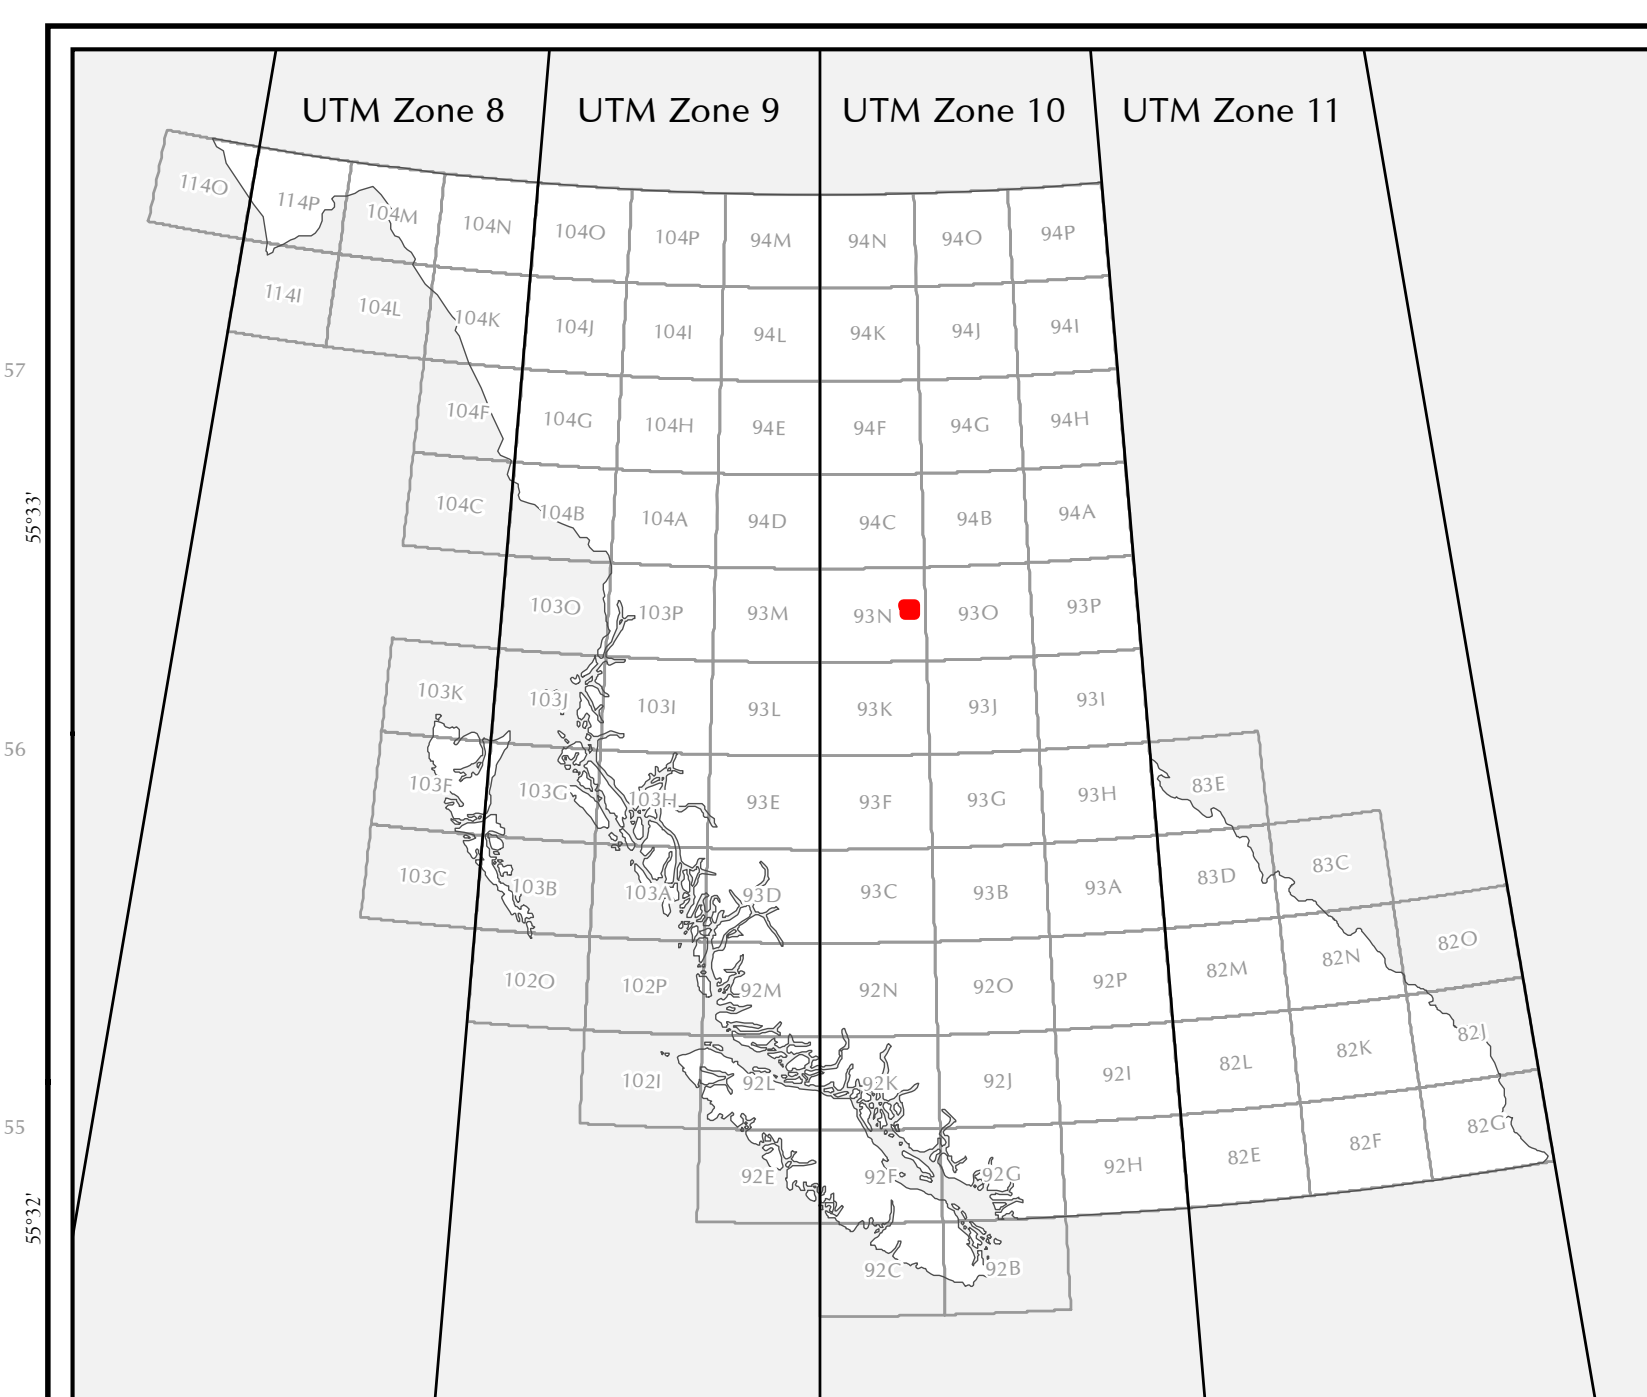 UTM Zone 8 UTM Zone 9 UTM Zone 10 UTM Zone 11
114O 114P 104M 104N 104O 104P 94M 94N 94O 94P
114I 104L 104K 104J 104I 94L 94K 94J 94I
57
104F 104G 104H 94E 94F 94G 94H
55°33'
104C 104B 104A 94D 94C 94B 94A
103O 103P 93M 93N 93O 93P
103K 103J 103I 93L 93K 93J 93I
56
103F 103G 103H 93E 93F 93G 93H 83E
103C 103B 103A 93D 93C 93B 93A 83D 83C
102O 102P 92M 92N 92O 92P 82M 82N 82O
102I 92L 92K 92J 92I 82L 82K 82J
55
92E 92F 92G 92H 82E 82F 82G
55°32'
92C 92B